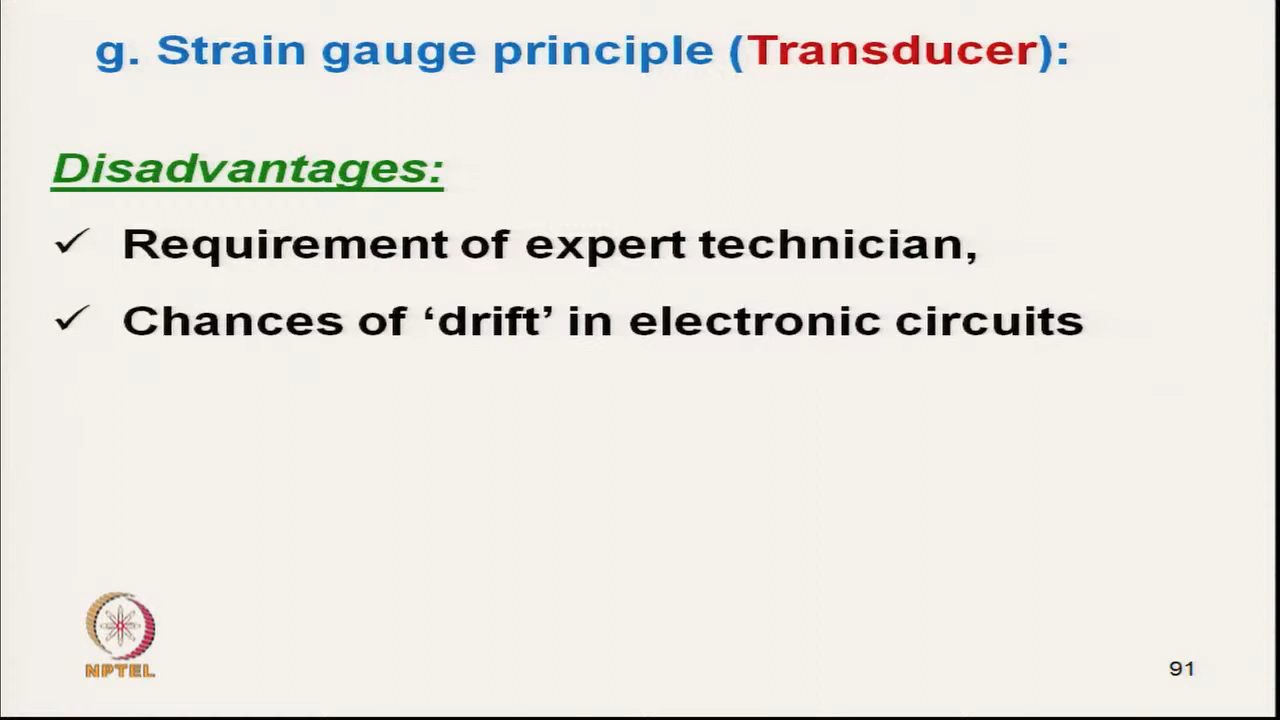 g. Strain gauge principle (Transducer):
Disadvantages:
✓ Requirement of expert technician,
✓ Chances of ‘drift’ in electronic circuits
NPTEL
91